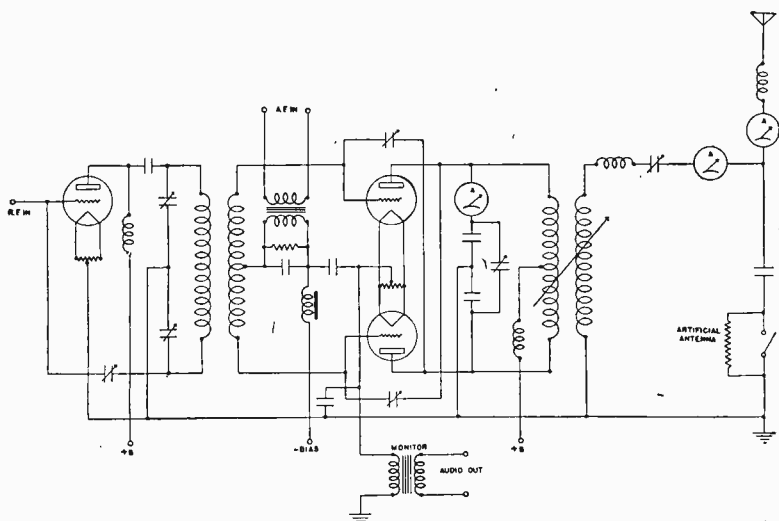 A
A.F. IN
A
R.F. IN
A
ARTIFICIAL
ANTENNA
+B
-BIAS
MONITOR
AUDIO OUT
+B